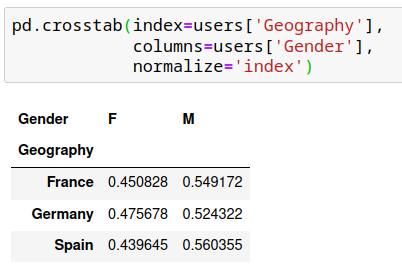 pd.crosstab(index=users['Geography'],
columns=users['Gender'],
normalize='index')
Gender F M
Geography
France 0.450828 0.549172
Germany 0.475678 0.524322
Spain 0.439645 0.560355